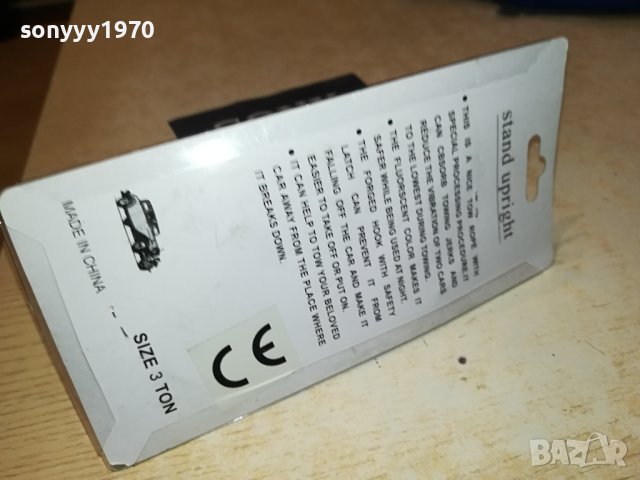 sonyyy1970
stand upright
• THIS IS A NICE TOW ROPE WITH
SPECIAL PROCESSING PROCEDURE.IT
CAN CBSORB TOWING JERKS AND
REDUCE THE VIBRATION OF TWO CARS
TO THE LOWEST DURING TOWING.
• THE FLUORESCENT COLOR MAKES IT
SAFER WHILE BEING USED AT NIGHT.
• THE FORGED HOOK WITH SAFETY
LATCH CAN PREVENT IT FROM
FALLING OFF THE CAR AND MAKE IT
EASIER TO TAKE OFF OR PUT ON.
• IT CAN HELP TO TOW YOUR BELOVED
CAR AWAY FROM THE PLACE WHERE
IT BREAKS DOWN.
CE
MADE IN CHINA
SIZE 3 TON
BAZAR